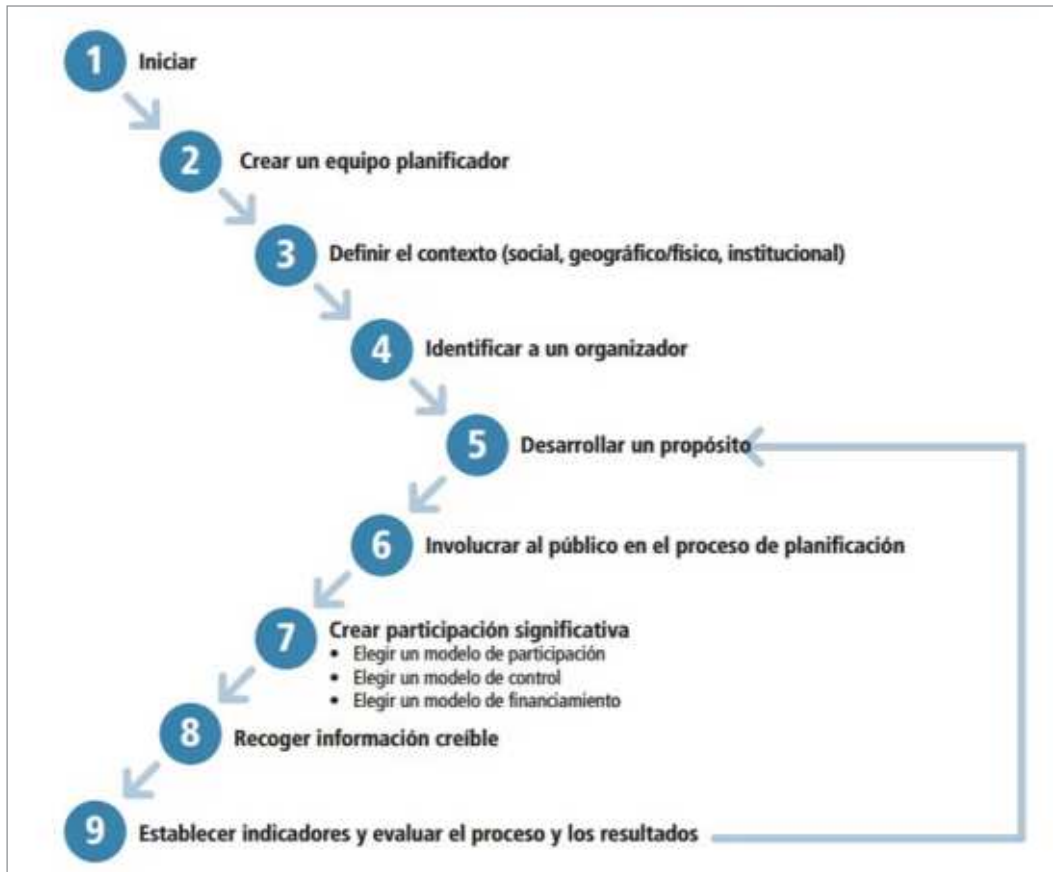 1 Iniciar
2 Crear un equipo planificador
3 Definir el contexto (social, geográfico/físico, institucional)
4 Identificar a un organizador
5 Desarrollar un propósito
6 Involucrar al público en el proceso de planificación
7 Crear participación significativa
• Elegir un modelo de participación
• Elegir un modelo de control
• Elegir un modelo de financiamiento
8 Recoger información creíble
9 Establecer indicadores y evaluar el proceso y los resultados